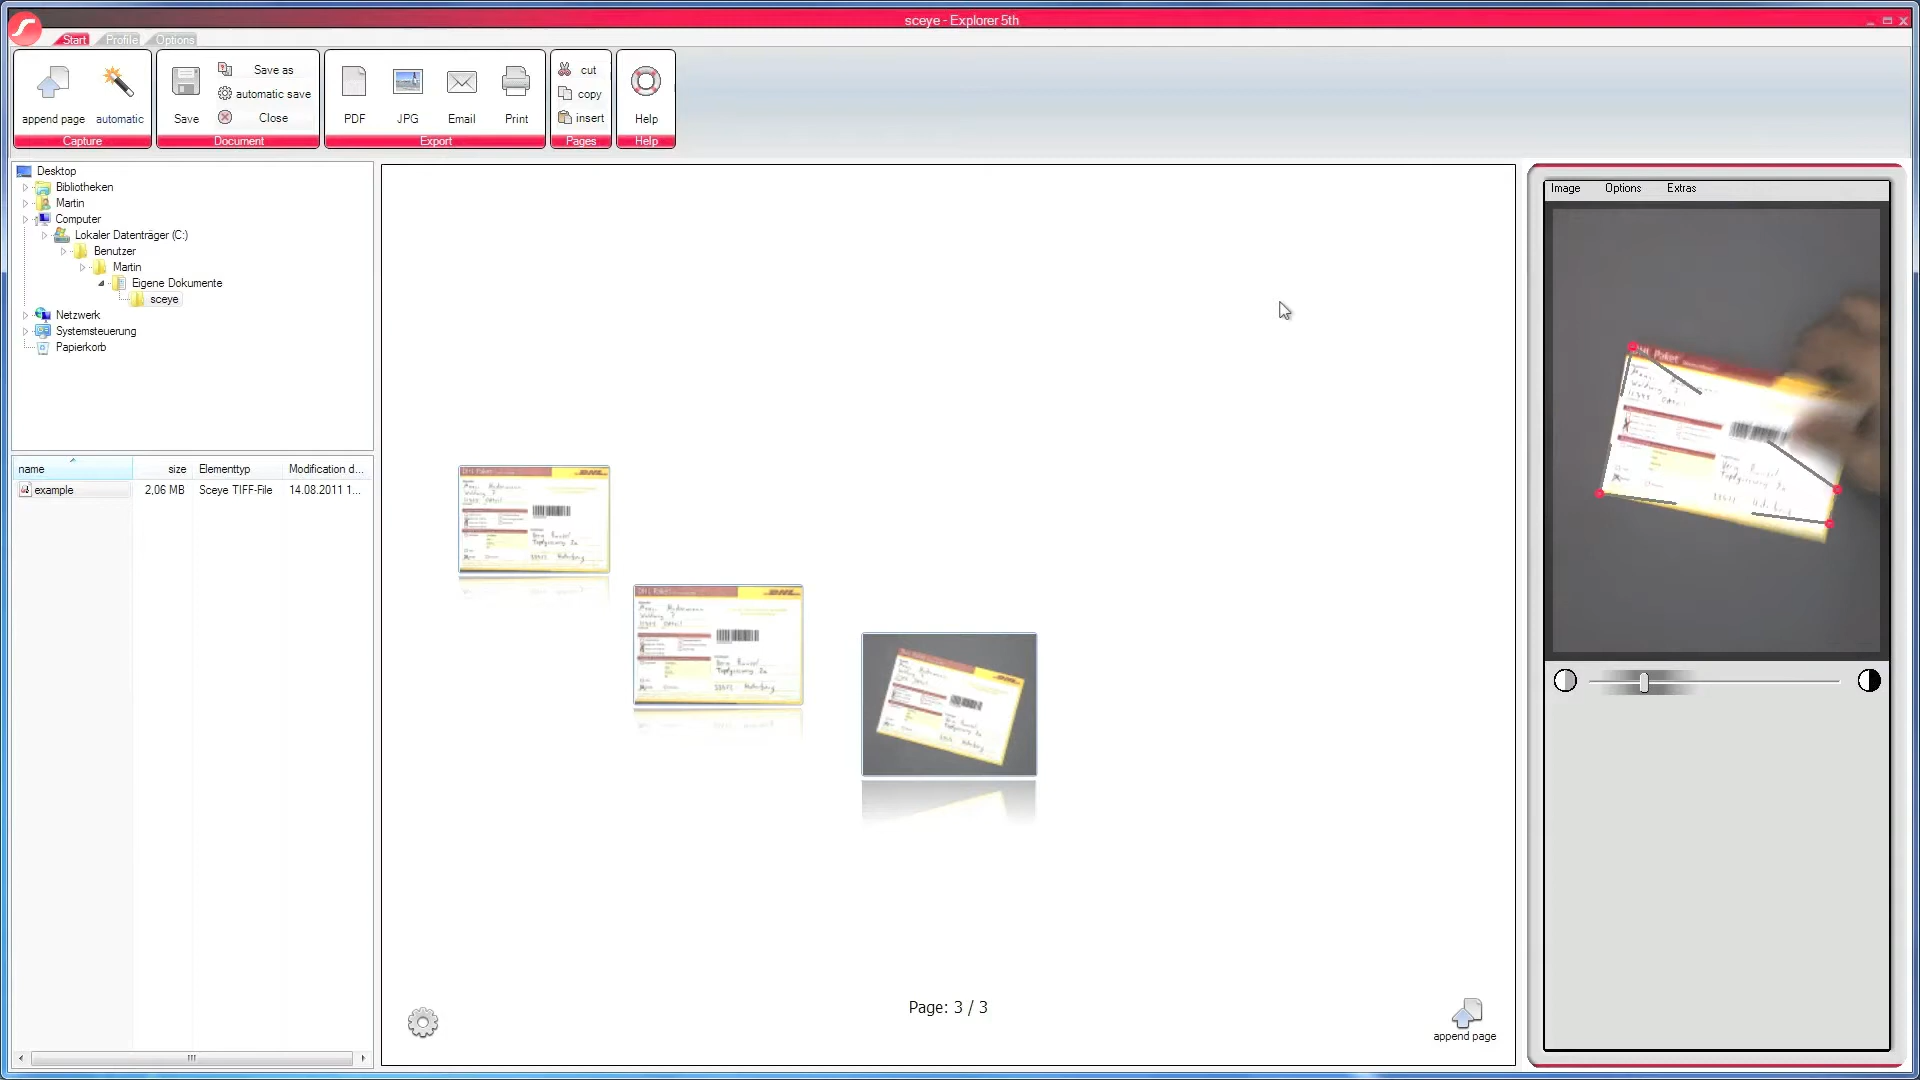 sceye - Explorer 5th
Start Profile Options
append page automatic
Capture
Save
Save as
automatic save
Close
Document
PDF JPG Email Print
Export
cut
copy
insert
Pages
Help
Help
Desktop
Bibliotheken
Martin
Computer
Lokaler Datenträger (C:)
Benutzer
Martin
Eigene Dokumente
sceye
Netzwerk
Systemsteuerung
Papierkorb
name size Elementtyp Modification d...
example 2,06 MB Sceye TIFF-File 14.08.2011 1...
Page: 3 / 3
append page
Image Options Extras